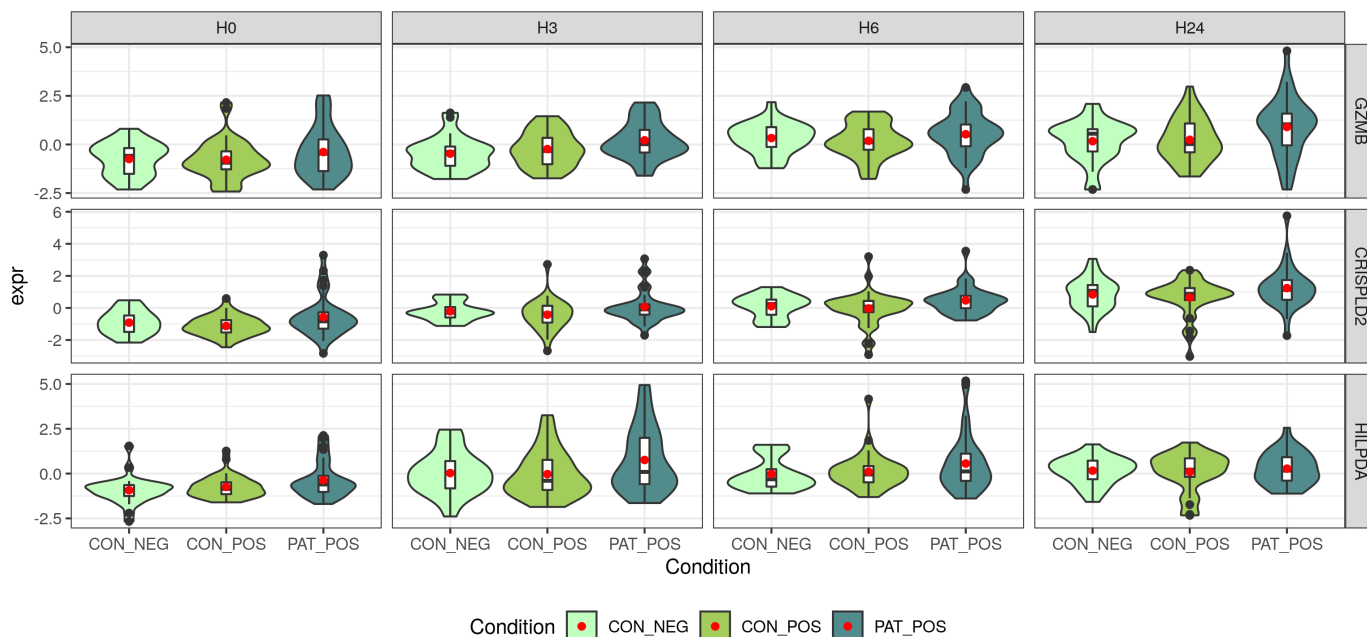 H0 H3 H6 H24
5.0
2.5
0.0
-2.5
GZMB
6
4
2
0
-2
CRISPLD2
expr
5.0
2.5
0.0
-2.5
HILPDA
CON_NEG CON_POS PAT_POS CON_NEG CON_POS PAT_POS CON_NEG CON_POS PAT_POS CON_NEG CON_POS PAT_POS
Condition
Condition CON_NEG CON_POS PAT_POS